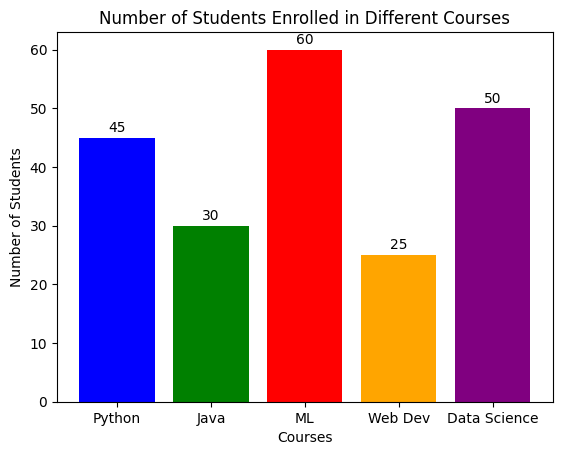 Number of Students Enrolled in Different Courses
Number of Students
60
50
40
30
20
10
0
45
30
60
25
50
Python
Java
ML
Web Dev
Data Science
Courses